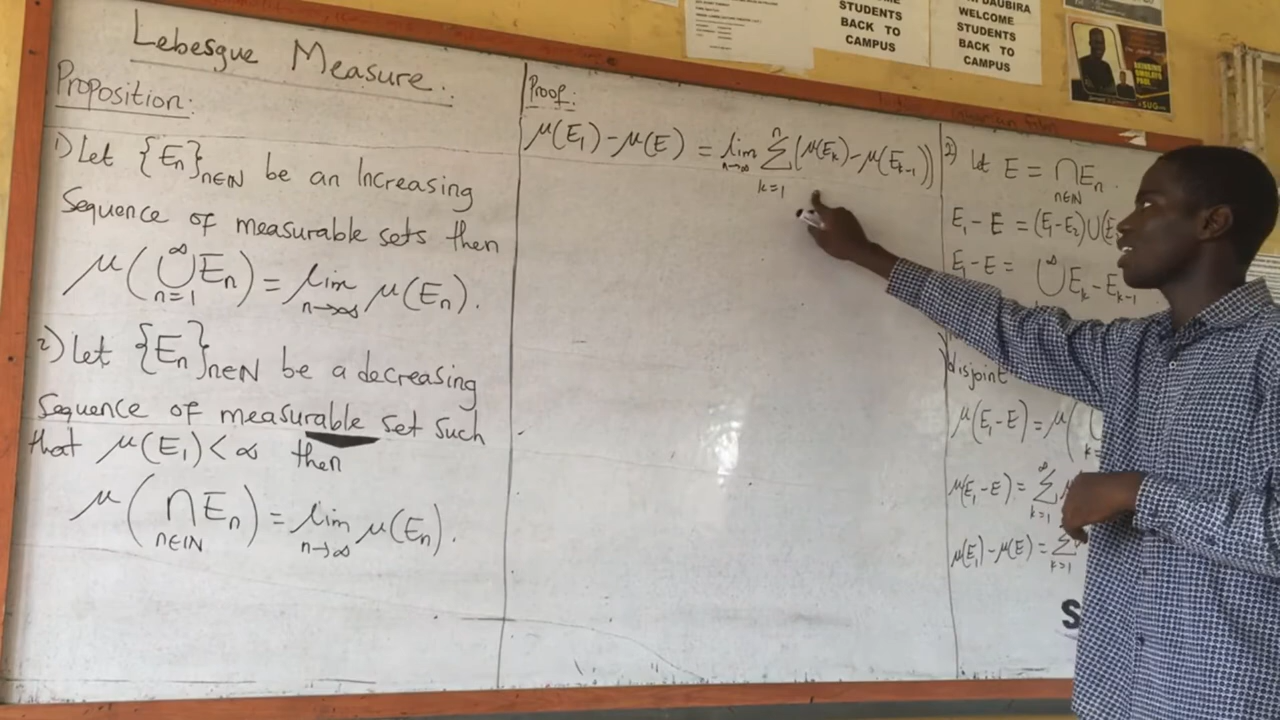 Lebesgue Measure.
Proposition.
1) Let {En}n∈ℕ be an Increasing
Sequence of measurable sets then
μ(∞⋃n=1 En) = lim n→∞ μ(En).
2) Let {En}n∈ℕ be a decreasing
Sequence of measurable set such
that μ(E1) < ∞ then
μ(⋂n∈ℕ En) = lim n→∞ μ(En).
Proof:
μ(E1) - μ(E) = lim n→∞ n∑k=1 (μ(Ek) - μ(Ek-1))
2) Let E = ⋂n∈ℕ En.
E1 - E = (E1 - E2)∪(E
E1 - E = ∞⋃ Ek - Ek-1
disjoint
μ(E1 - E) = μ(
μ(E1 - E) = ∞∑k=1
μ(E1) - μ(E) = ∑k=1
STUDENTS
BACK TO
CAMPUS
DAUBIRA
WELCOME
STUDENTS
BACK TO
CAMPUS
S